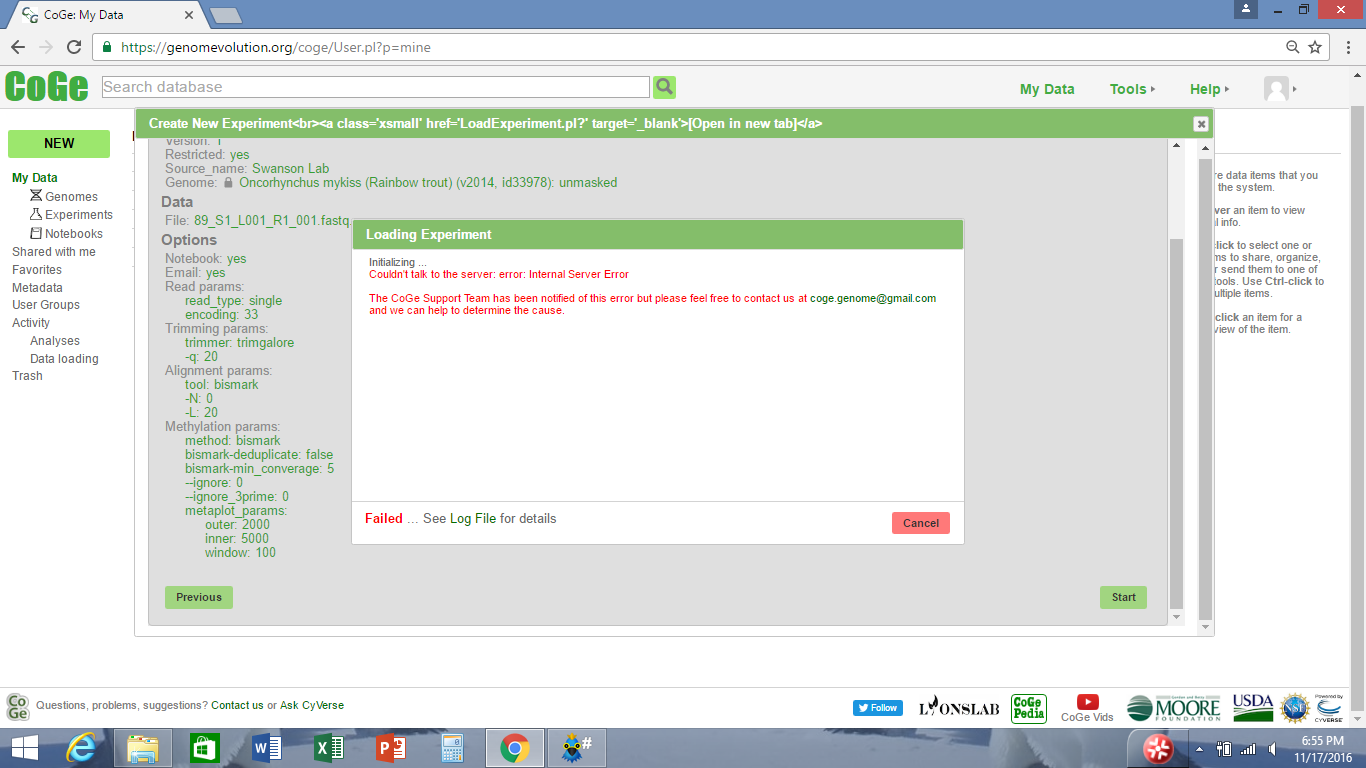 CoGe: My Data
https://genomevolution.org/coge/User.pl?p=mine
CoGe
Search database
My Data
Tools
Help
Create New Experiment<br><a class='xsmall' href='LoadExperiment.pl?' target='_blank'>[Open in new tab]</a>
NEW
My Data
Genomes
Experiments
Notebooks
Shared with me
Favorites
Metadata
User Groups
Activity
Analyses
Data loading
Trash
Version: 1
Restricted: yes
Source_name: Swanson Lab
Genome: Oncorhynchus mykiss (Rainbow trout) (v2014, id33978): unmasked
Data
File: 89_S1_L001_R1_001.fastq.
Options
Notebook: yes
Email: yes
Read params:
read_type: single
encoding: 33
Trimming params:
trimmer: trimgalore
-q: 20
Alignment params:
tool: bismark
-N: 0
-L: 20
Methylation params:
method: bismark
bismark-deduplicate: false
bismark-min_converage: 5
--ignore: 0
--ignore_3prime: 0
metaplot_params:
outer: 2000
inner: 5000
window: 100
Previous
Start
Loading Experiment
Initializing ...
Couldn't talk to the server: error: Internal Server Error
The CoGe Support Team has been notified of this error but please feel free to contact us at coge.genome@gmail.com
and we can help to determine the cause.
Failed ... See Log File for details
Cancel
re data items that you
the system.
ver an item to view
l info.
click to select one or
ms to share, organize,
r send them to one of
tools. Use Ctrl-click to
ultiple items.
click an item for a
view of the item.
Co
Ge
Questions, problems, suggestions? Contact us or Ask CyVerse
Follow
LYONSLAB
CoGe
Pedia
CoGe Vids
MOORE
FOUNDATION
USDA
NSF
Powered by
CYVERSE
6:55 PM
11/17/2016